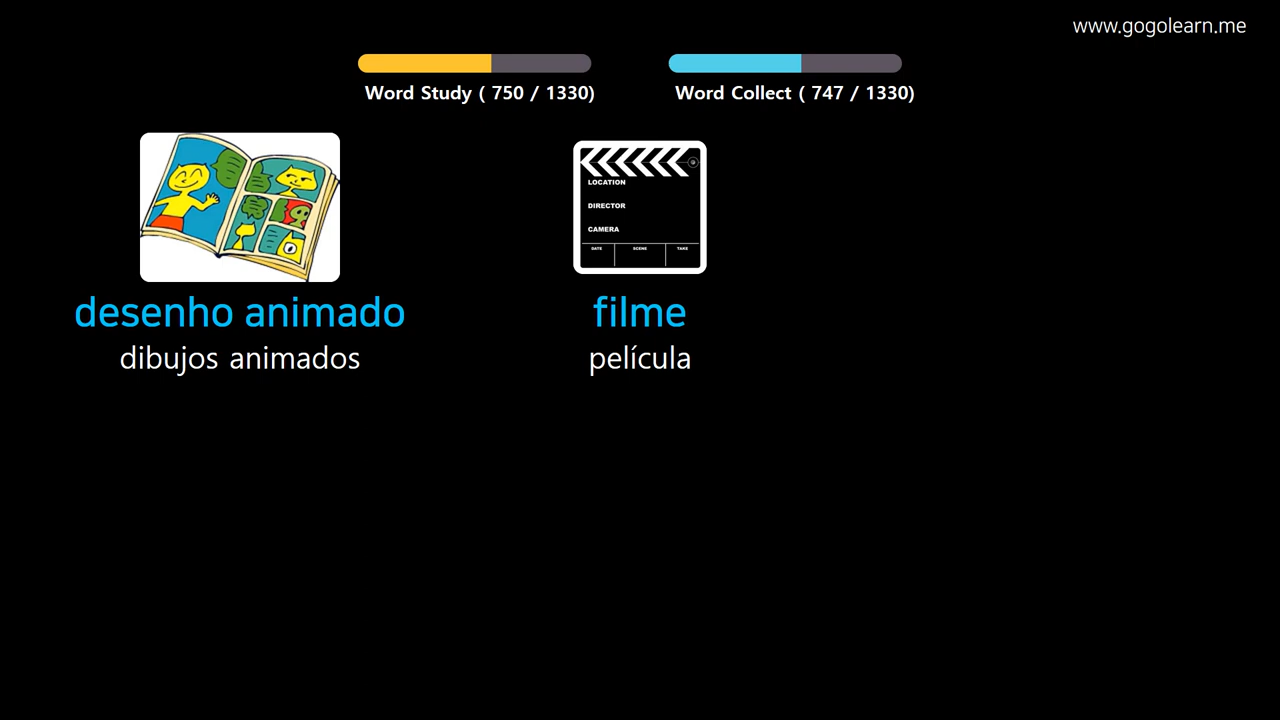 www.gogolearn.me
Word Study ( 750 / 1330)
Word Collect ( 747 / 1330)
LOCATION
DIRECTOR
CAMERA
DATE SCENE TAKE
desenho animado
dibujos animados
filme
película